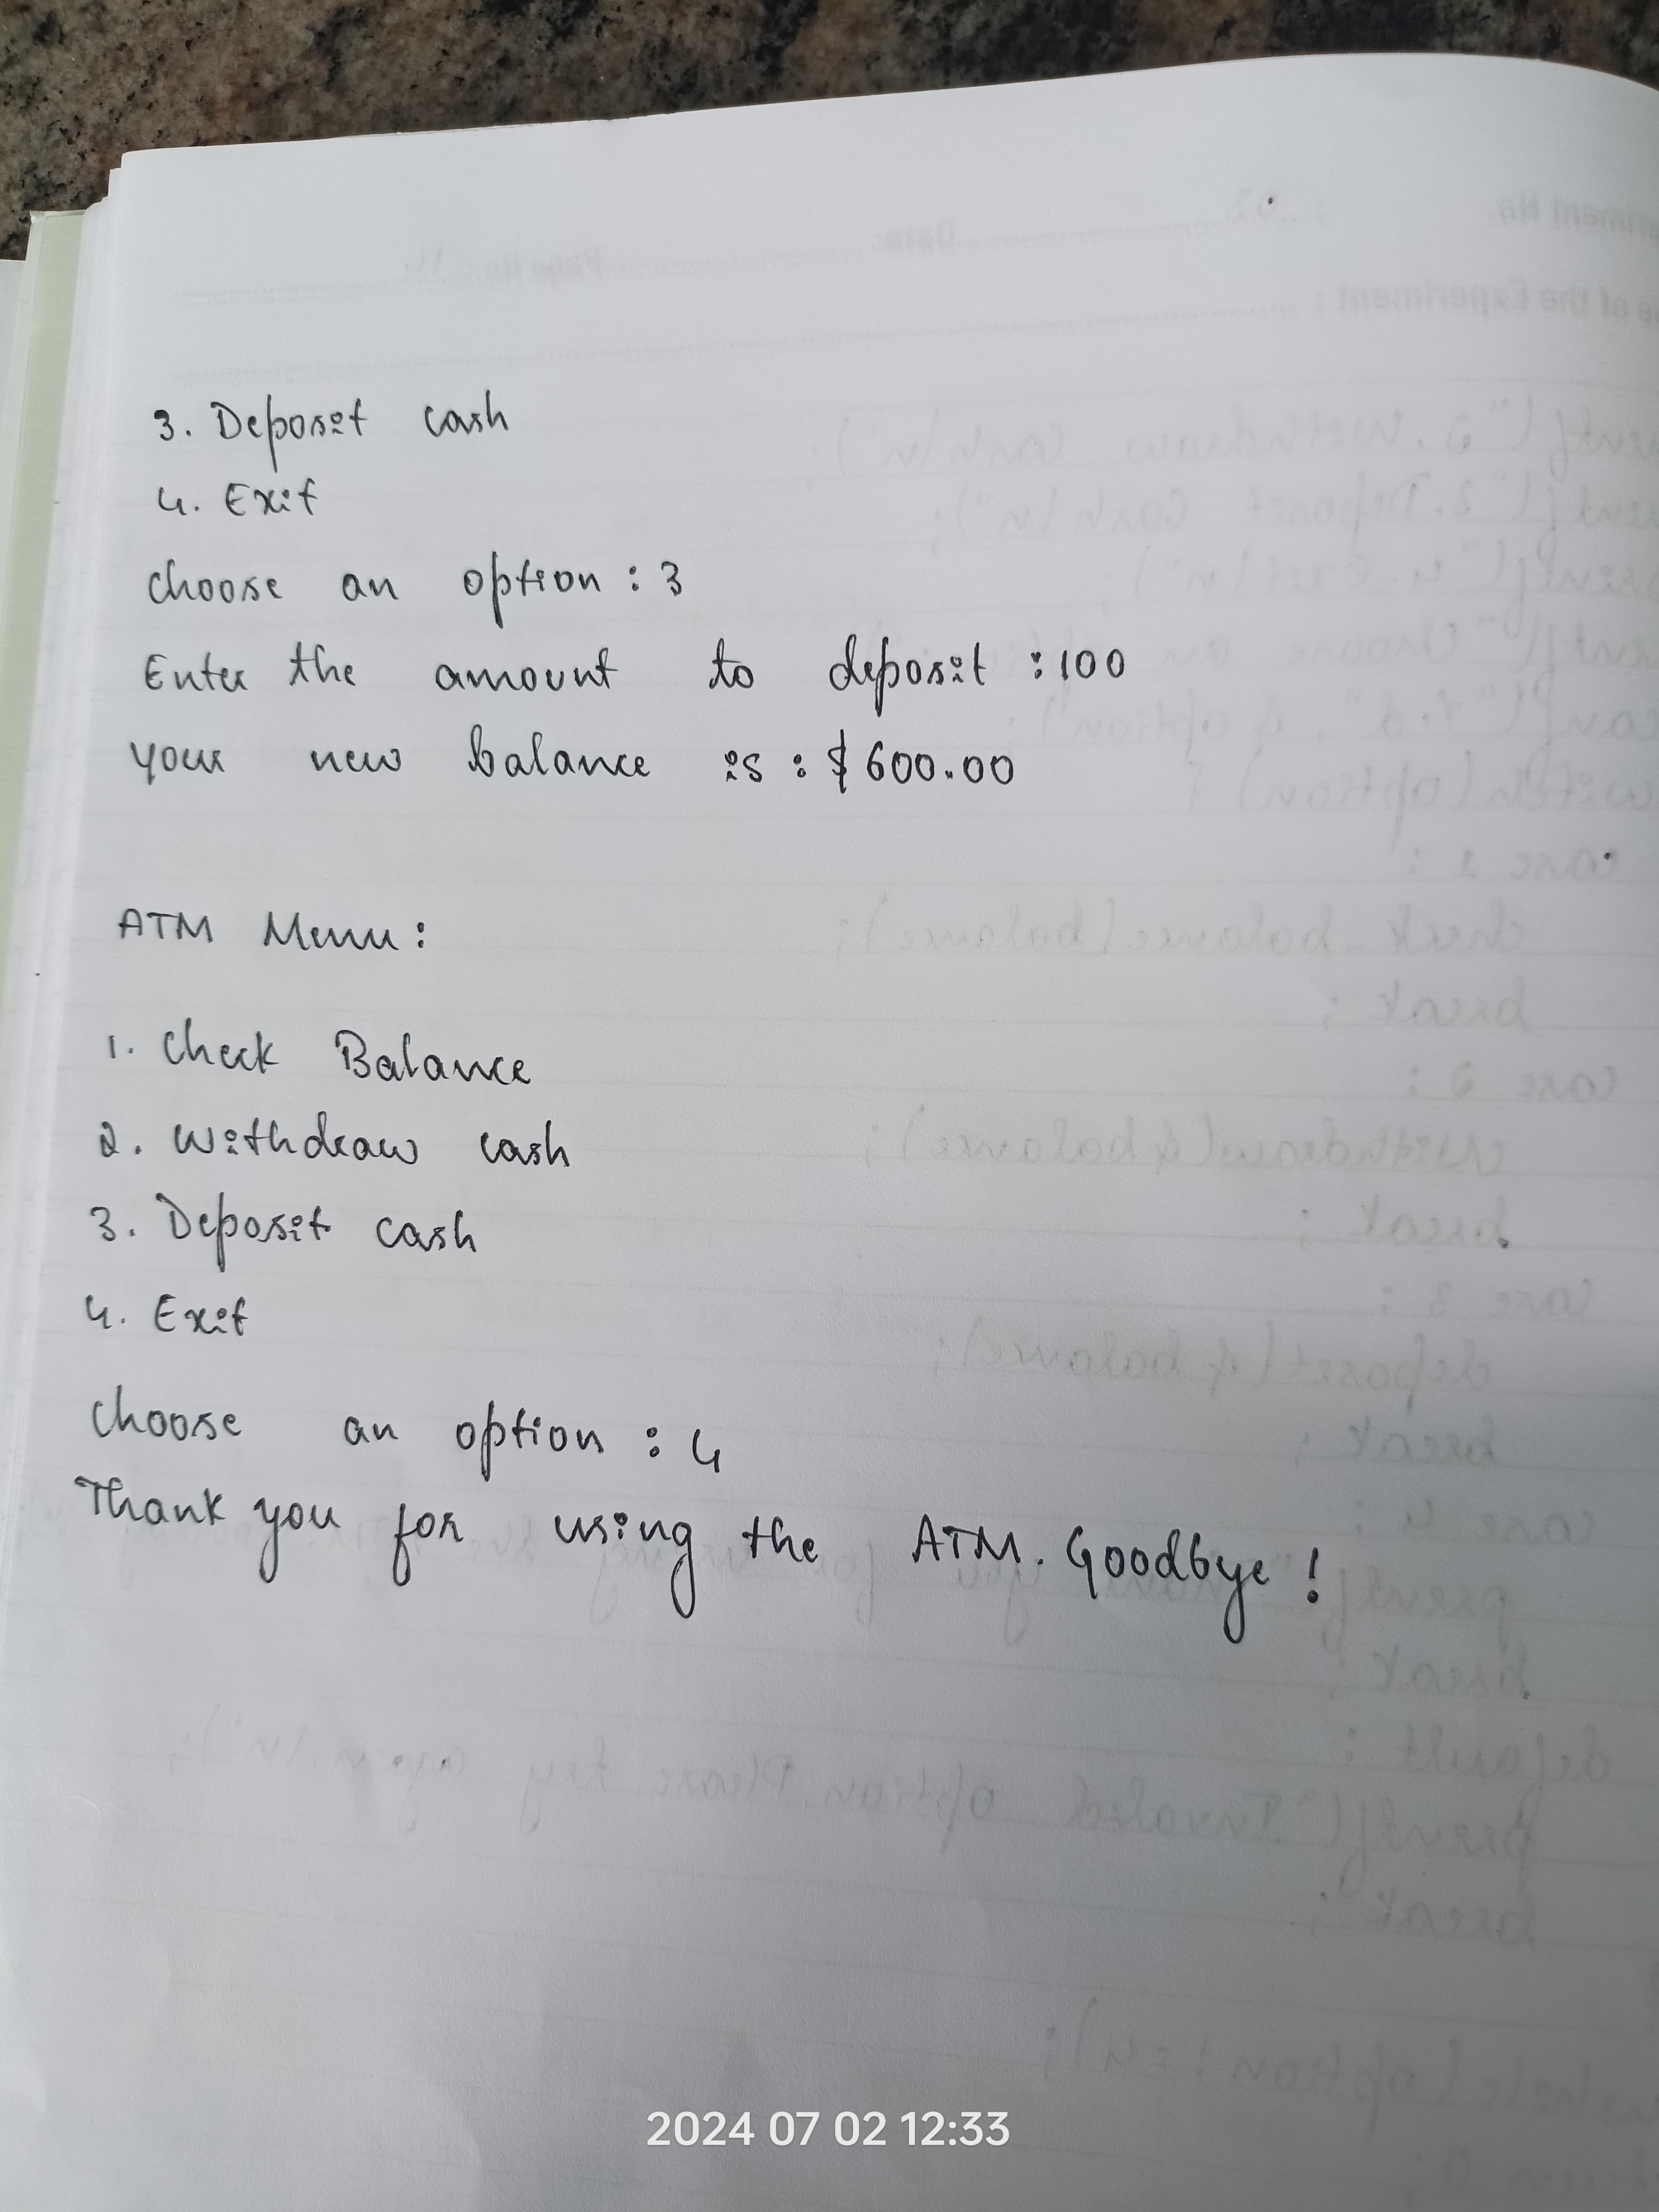 3. Deposit cash
4. Exit
choose an option : 3
Enter the amount to deposit : 100
your new balance is : $ 600.00
ATM Menu :
1. Check Balance
2. Withdraw cash
3. Deposit cash
4. Exit
choose an option : 4
Thank you for using the ATM. Goodbye !
2024 07 02 12:33